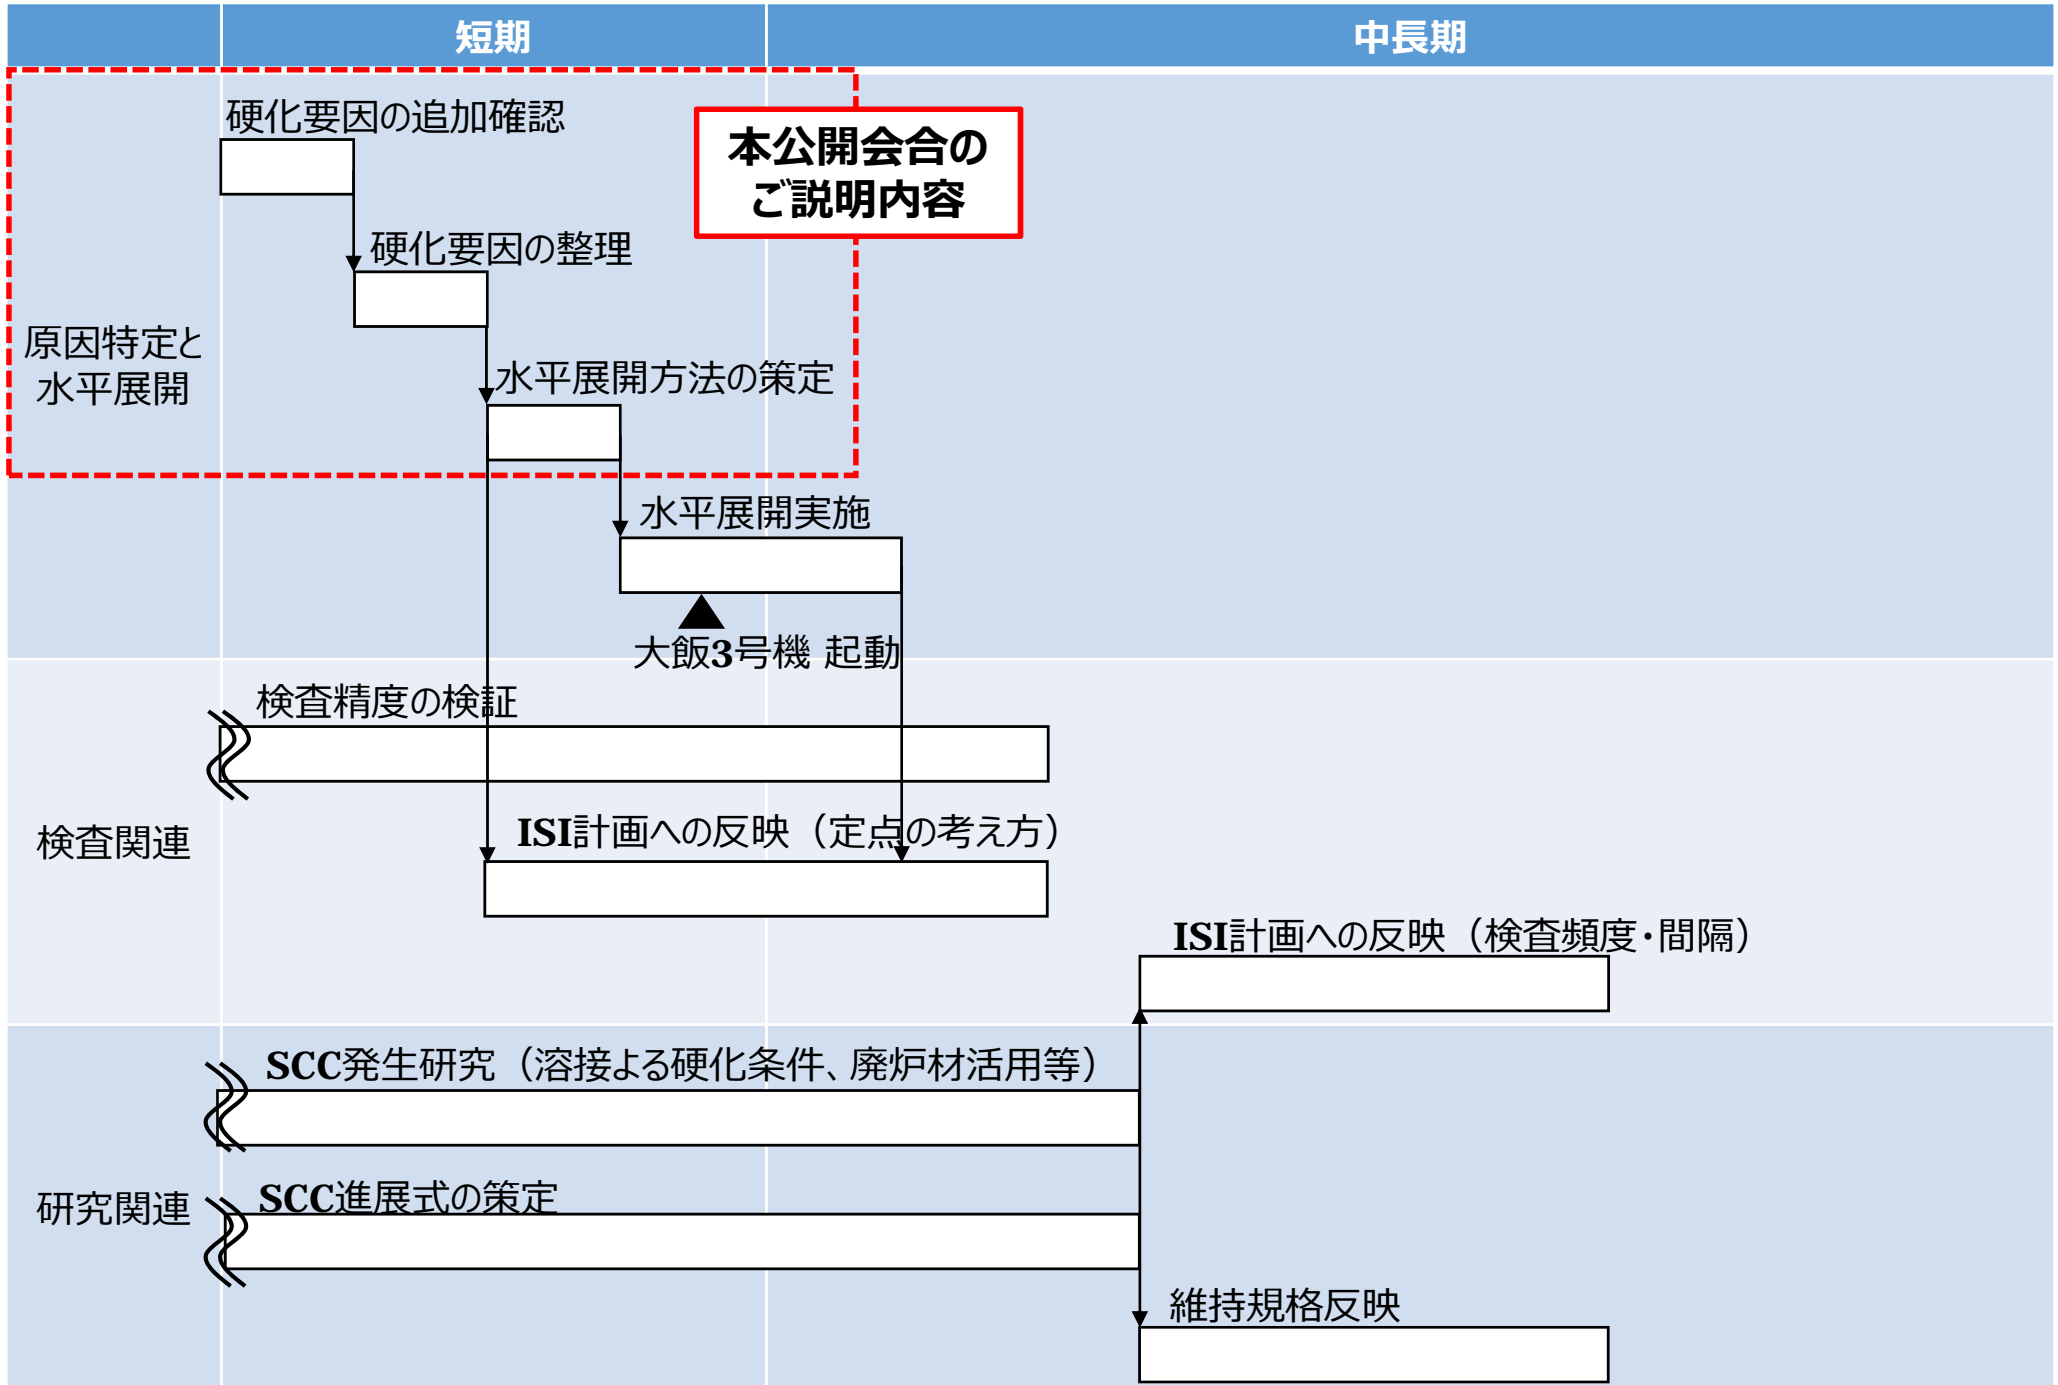 短期
中長期
硬化要因の追加確認
本公開会合の
ご説明内容
硬化要因の整理
原因特定と
水平展開
水平展開方法の策定
水平展開実施
大飯3号機 起動
検査精度の検証
検査関連
ISI計画への反映（定点の考え方）
ISI計画への反映（検査頻度・間隔）
SCC発生研究（溶接よる硬化条件、廃炉材活用等）
研究関連
SCC進展式の策定
維持規格反映